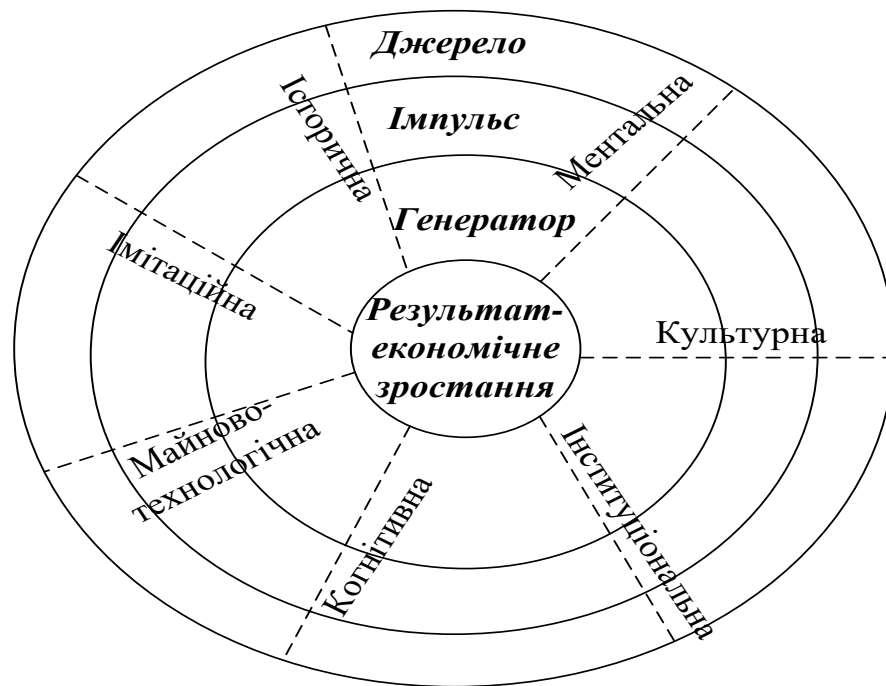 Джерело
Імпульс
Генератор
Результат-
економічне
зростання
Історична
Ментальна
Імітаційна
Культурна
Майново-
технологічна
Когнітивна
Інституціональна